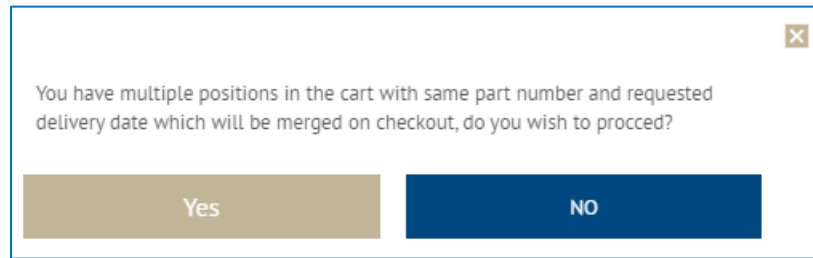 You have multiple positions in the cart with same part number and requested
delivery date which will be merged on checkout, do you wish to procced?
Yes
NO